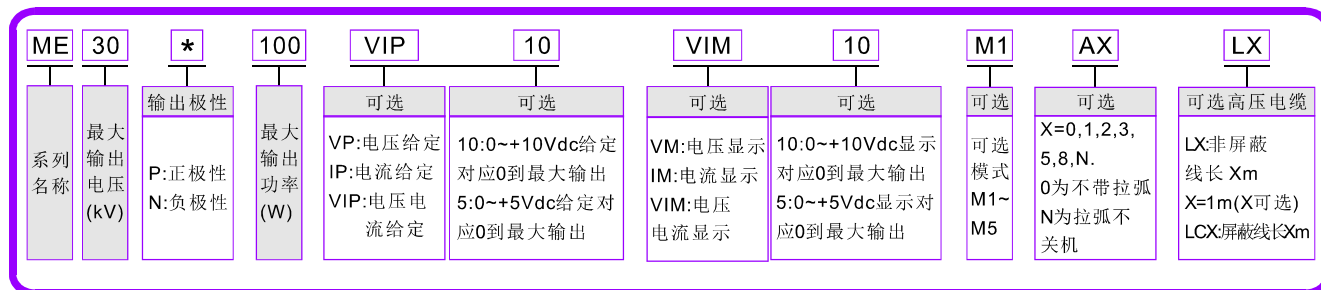 ME 30 * 100 VIP 10 VIM 10 M1 AX LX
系列
名称
最大
输出
电压
(kV)
输出极性
P:正极性
N:负极性
最大
输出
功率
(W)
可选
VP:电压给定
IP:电流给定
VIP:电压电
流给定
可选
10:0~+10Vdc给定
对应0到最大输出
5:0~+5Vdc给定对
应0到最大输出
可选
VM:电压显示
IM:电流显示
VIM:电压
电流显示
可选
10:0~+10Vdc显示
对应0到最大输出
5:0~+5Vdc显示对
应0到最大输出
可选
可选
模式
M1~
M5
可选
X=0,1,2,3,
5,8,N.
0为不带拉弧
N为拉弧不
关机
可选高压电缆
LX:非屏蔽
线长 Xm
X=1m(X可选)
LCX:屏蔽线长Xm